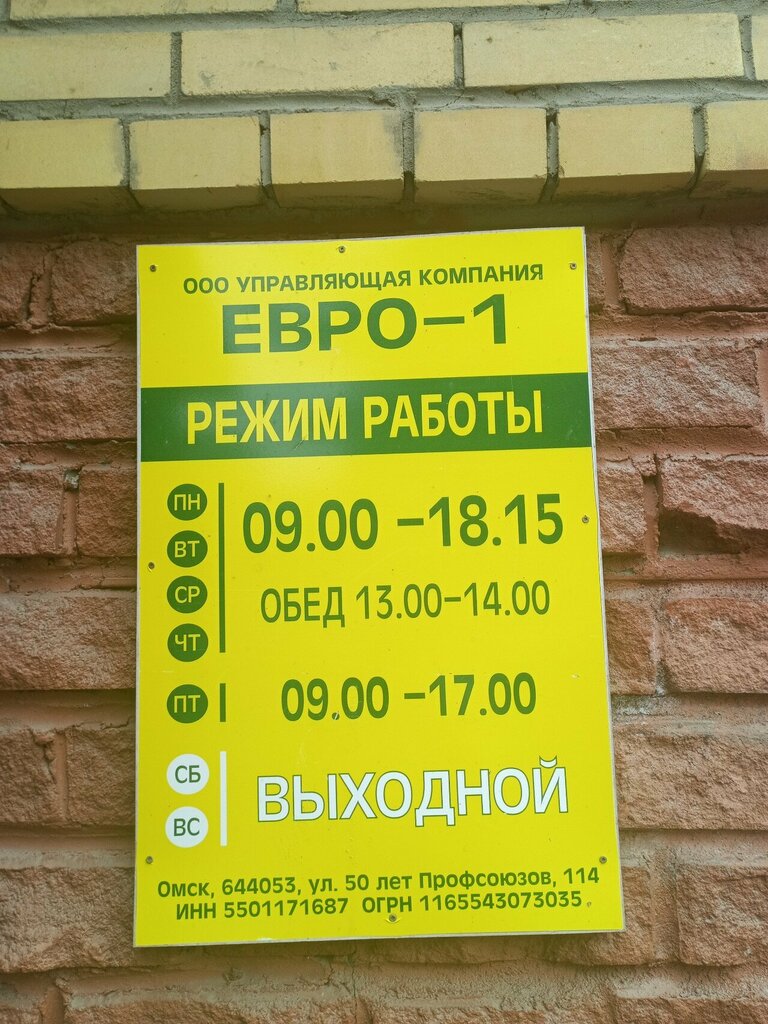 ООО УПРАВЛЯЮЩАЯ КОМПАНИЯ
ЕВРО-1
РЕЖИМ РАБОТЫ
ПН
ВТ
СР
ЧТ
09.00 -18.15
ОБЕД 13.00-14.00
ПТ
09.00 -17.00
СБ
ВС
ВЫХОДНОЙ
Омск, 644053, ул. 50 лет Профсоюзов, 114
ИНН 5501171687 ОГРН 1165543073035